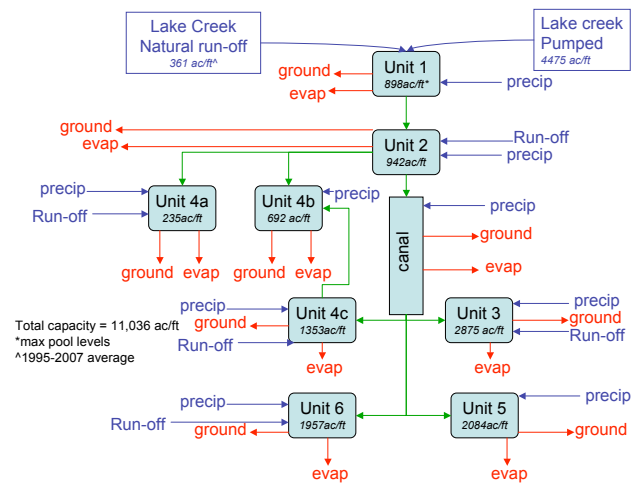 Lake Creek
Natural run-off
361 ac/ft^
Lake creek
Pumped
4475 ac/ft
ground
evap
Unit 1
898ac/ft*
precip
ground
evap
Unit 2
942ac/ft
Run-off
precip
precip
Run-off
Unit 4a
235ac/ft
Unit 4b
692 ac/ft
precip
ground
evap
ground
evap
canal
precip
ground
evap
Total capacity = 11,036 ac/ft
*max pool levels
^1995-2007 average
precip
ground
Run-off
Unit 4c
1353ac/ft
evap
Unit 3
2875 ac/ft
precip
ground
Run-off
evap
precip
Run-off
ground
Unit 6
1957ac/ft
evap
Unit 5
2084ac/ft
precip
ground
evap